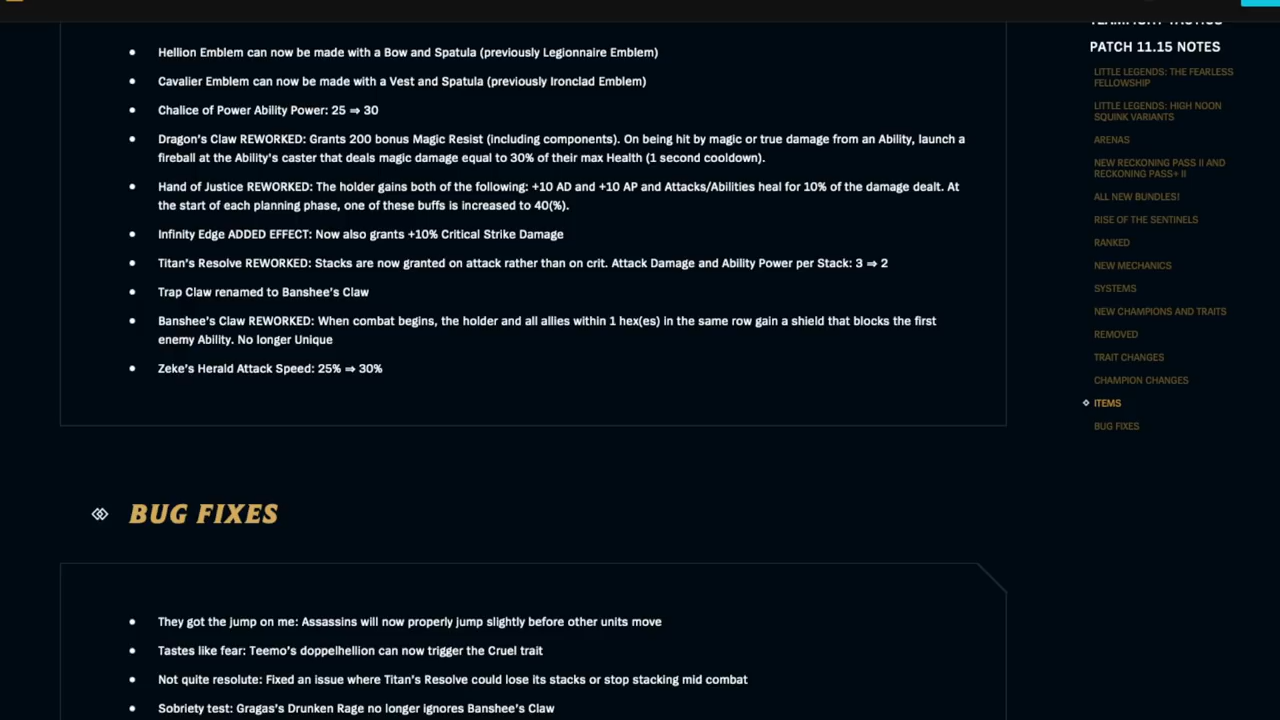 Hellion Emblem can now be made with a Bow and Spatula (previously Legionnaire Emblem)
Cavalier Emblem can now be made with a Vest and Spatula (previously Ironclad Emblem)
Chalice of Power Ability Power: 25 ⇒ 30
Dragon's Claw REWORKED: Grants 200 bonus Magic Resist (including components). On being hit by magic or true damage from an Ability, launch a
fireball at the Ability's caster that deals magic damage equal to 30% of their max Health (1 second cooldown).
Hand of Justice REWORKED: The holder gains both of the following: +10 AD and +10 AP and Attacks/Abilities heal for 10% of the damage dealt. At
the start of each planning phase, one of these buffs is increased to 40(%).
Infinity Edge ADDED EFFECT: Now also grants +10% Critical Strike Damage
Titan's Resolve REWORKED: Stacks are now granted on attack rather than on crit. Attack Damage and Ability Power per Stack: 3 ⇒ 2
Trap Claw renamed to Banshee's Claw
Banshee's Claw REWORKED: When combat begins, the holder and all allies within 1 hex(es) in the same row gain a shield that blocks the first
enemy Ability. No longer Unique
Zeke's Herald Attack Speed: 25% ⇒ 30%
BUG FIXES
They got the jump on me: Assassins will now properly jump slightly before other units move
Tastes like fear: Teemo's doppelhellion can now trigger the Cruel trait
Not quite resolute: Fixed an issue where Titan's Resolve could lose its stacks or stop stacking mid combat
Sobriety test: Gragas's Drunken Rage no longer ignores Banshee's Claw
TEAMFIGHT TACTICS
PATCH 11.15 NOTES
LITTLE LEGENDS: THE FEARLESS
FELLOWSHIP
LITTLE LEGENDS: HIGH NOON
SQUINK VARIANTS
ARENAS
NEW RECKONING PASS II AND
RECKONING PASS+ II
ALL NEW BUNDLES!
RISE OF THE SENTINELS
RANKED
NEW MECHANICS
SYSTEMS
NEW CHAMPIONS AND TRAITS
REMOVED
TRAIT CHANGES
CHAMPION CHANGES
ITEMS
BUG FIXES